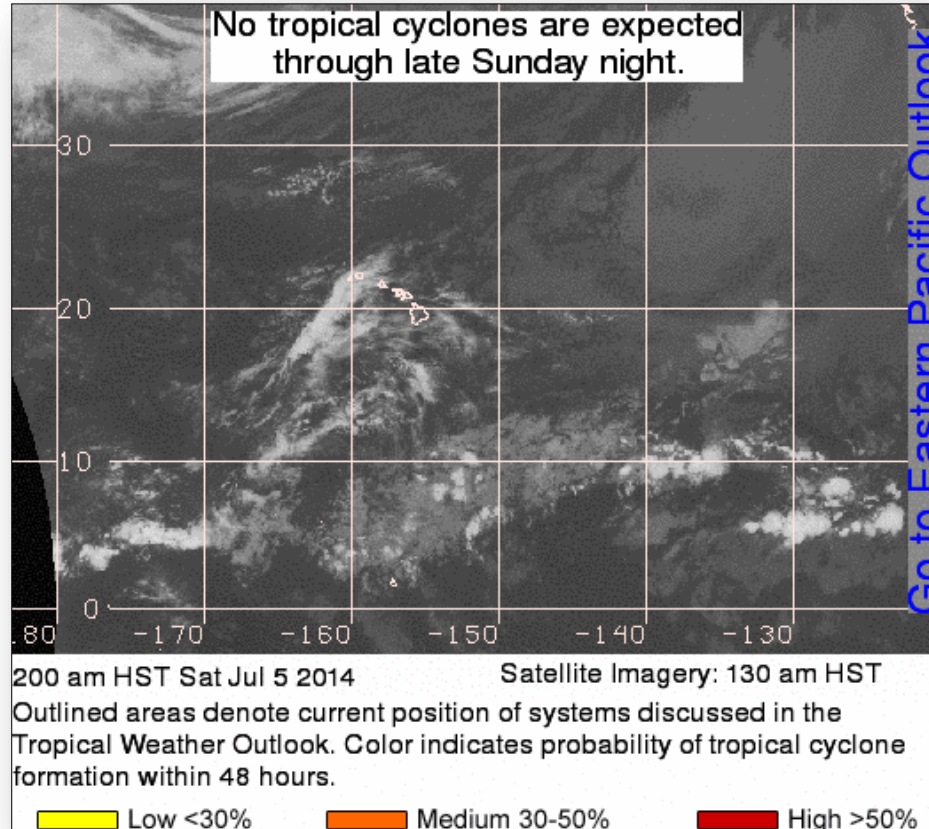 No tropical cyclones are expected
through late Sunday night.
Go to Eastern Pacific Outlook
30
20
10
0
80 -170 -160 -150 -140 -130
200 am HST Sat Jul 5 2014 Satellite Imagery: 130 am HST
Outlined areas denote current position of systems discussed in the
Tropical Weather Outlook. Color indicates probability of tropical cyclone
formation within 48 hours.
Low <30% Medium 30-50% High >50%